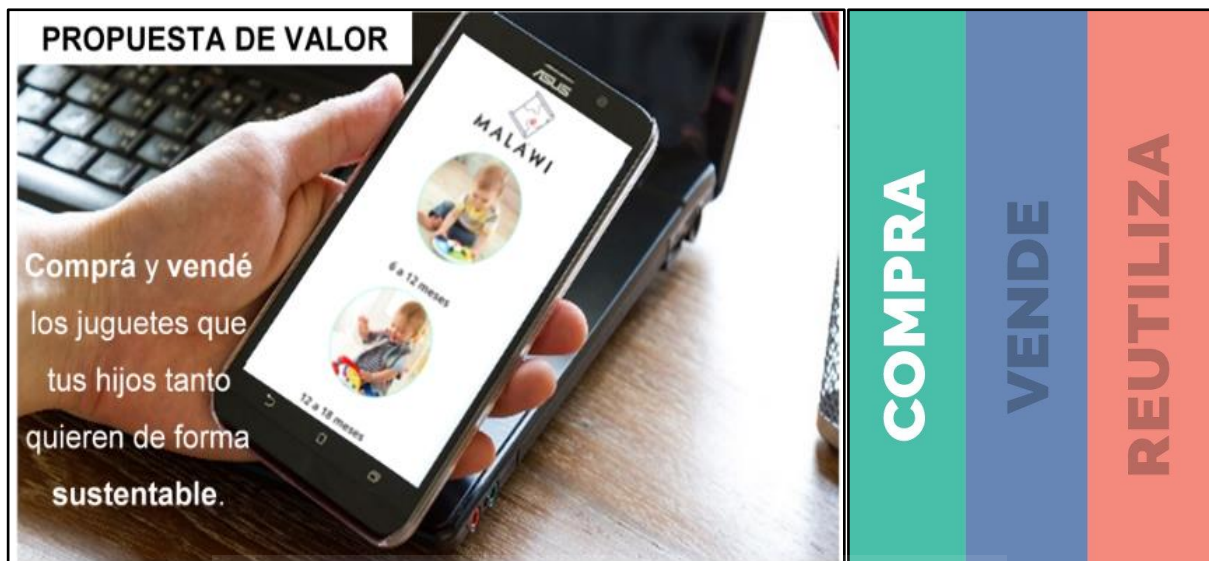 PROPUESTA DE VALOR
ASUS
MALAWI
6 a 12 meses
12 a 18 meses
Comprá y vendé
los juguetes que
tus hijos tanto
quieren de forma
sustentable.
COMPRA
VENDE
REUTILIZA